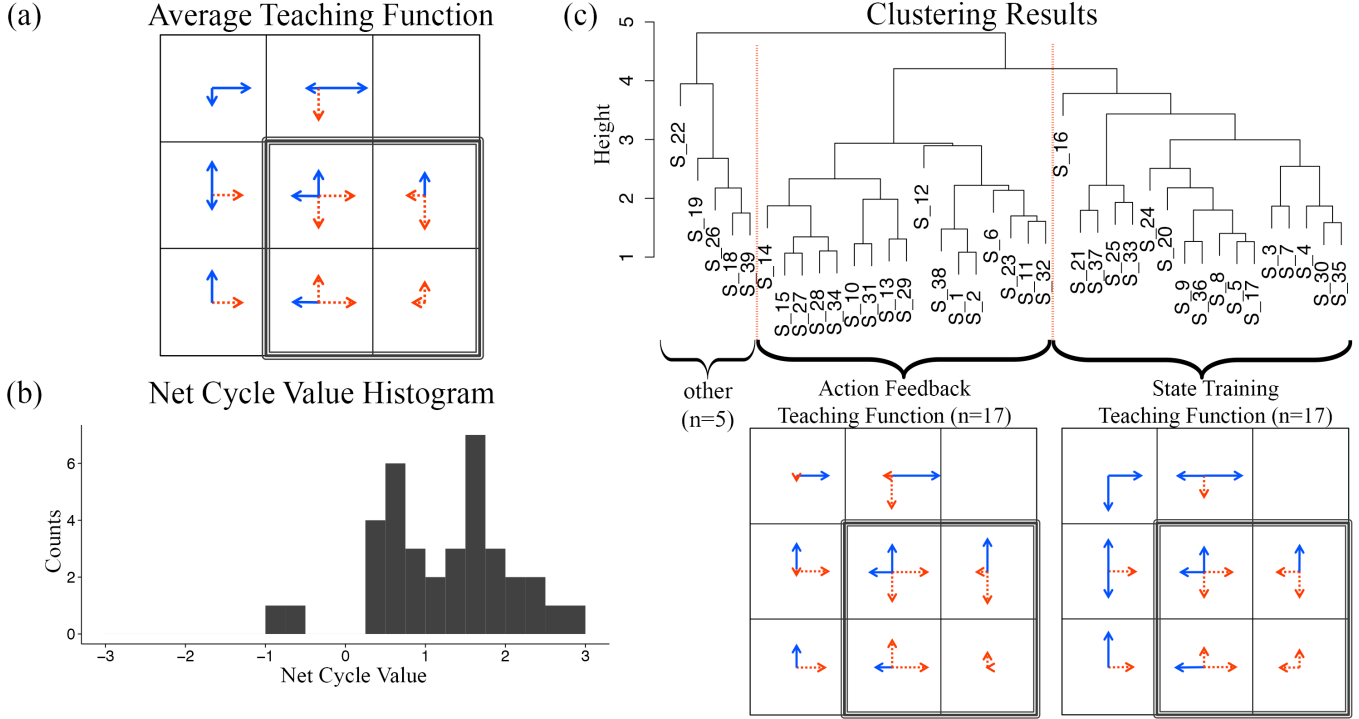 (a)
Average Teaching Function
(b)
Net Cycle Value Histogram
Counts
6
4
2
0
−3
−2
−1
0
1
2
3
Net Cycle Value
(c)
Clustering Results
Height
5
4
3
2
1
S_22
S_19
S_26
S_18
S_39
S_14
S_15
S_27
S_28
S_34
S_10
S_31
S_13
S_29
S_12
S_38
S_1
S_2
S_6
S_23
S_11
S_32
S_16
S_21
S_37
S_25
S_33
S_24
S_20
S_9
S_36
S_8
S_5
S_17
S_3
S_7
S_4
S_30
S_35
other
(n=5)
Action Feedback
Teaching Function (n=17)
State Training
Teaching Function (n=17)